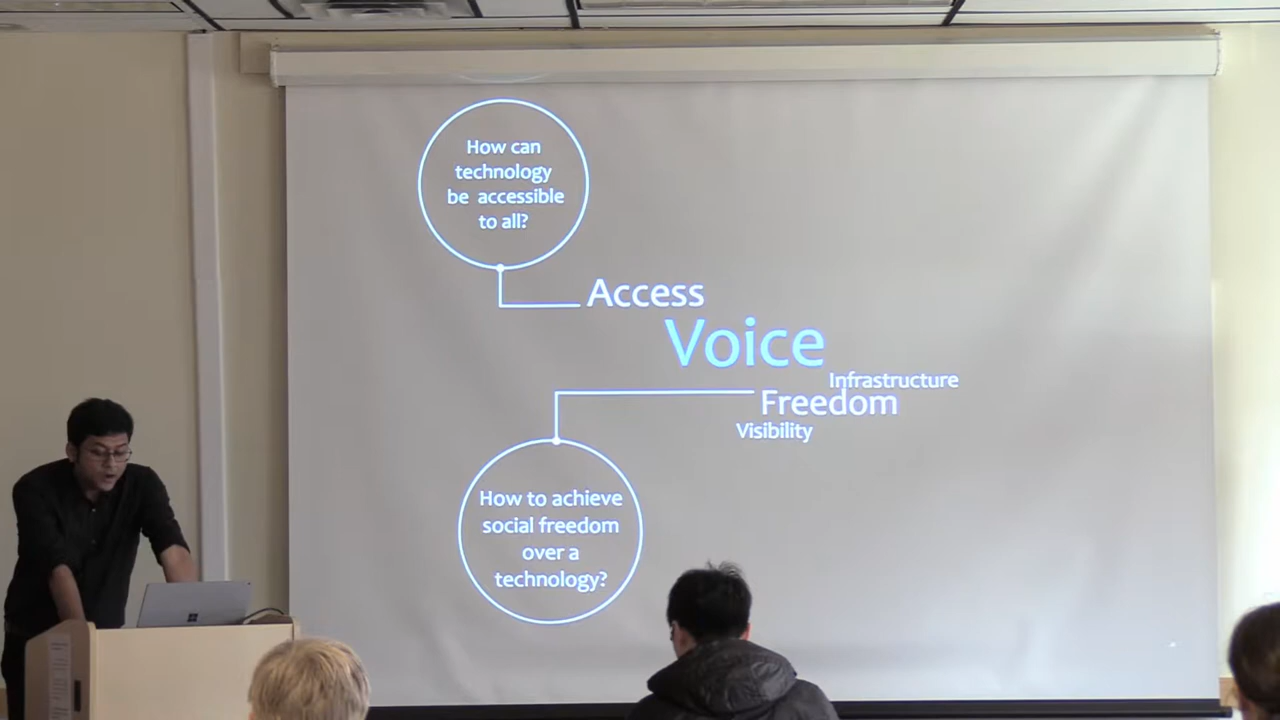 How can
technology
be accessible
to all?
Access
Voice
Infrastructure
Freedom
Visibility
How to achieve
social freedom
over a
technology?